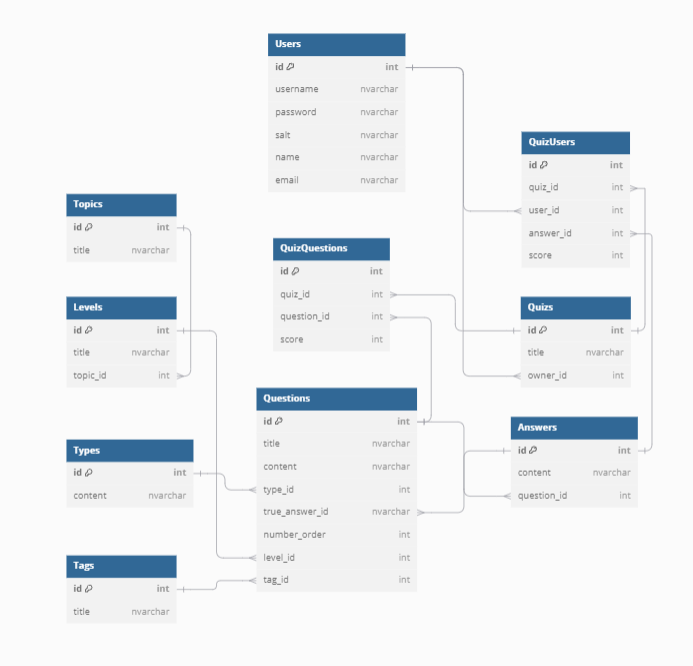 Users
id int
username nvarchar
password nvarchar
salt nvarchar
name nvarchar
email nvarchar
QuizUsers
id int
quiz_id int
user_id int
answer_id int
score int
Topics
id int
title nvarchar
QuizQuestions
id int
quiz_id int
question_id int
score int
Levels
id int
title nvarchar
topic_id int
Quizs
id int
title nvarchar
owner_id int
Questions
id int
title nvarchar
content nvarchar
type_id int
true_answer_id nvarchar
number_order int
level_id int
tag_id int
Answers
id int
content nvarchar
question_id int
Types
id int
content nvarchar
Tags
id int
title nvarchar